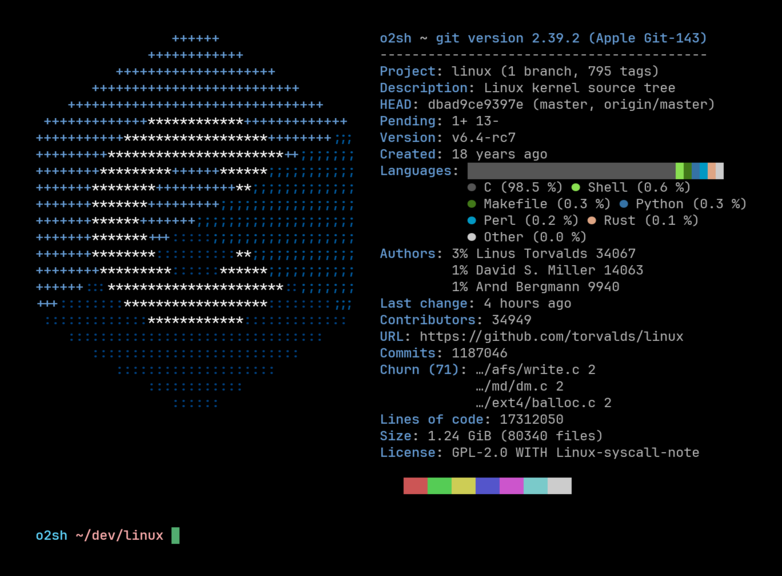 o2sh ~ git version 2.39.2 (Apple Git-143)
-----------------------------------------
Project: linux (1 branch, 795 tags)
Description: Linux kernel source tree
HEAD: dbad9ce9397e (master, origin/master)
Pending: 1+ 13-
Version: v6.4-rc7
Created: 18 years ago
Languages:
C (98.5 %) Shell (0.6 %)
Makefile (0.3 %) Python (0.3 %)
Perl (0.2 %) Rust (0.1 %)
Other (0.0 %)
Authors: 3% Linus Torvalds 34067
1% David S. Miller 14063
1% Arnd Bergmann 9940
Last change: 4 hours ago
Contributors: 34949
URL: https://github.com/torvalds/linux
Commits: 1187046
Churn (71): …/afs/write.c 2
…/md/dm.c 2
…/ext4/balloc.c 2
Lines of code: 17312050
Size: 1.24 GiB (80340 files)
License: GPL-2.0 WITH Linux-syscall-note
o2sh ~/dev/linux